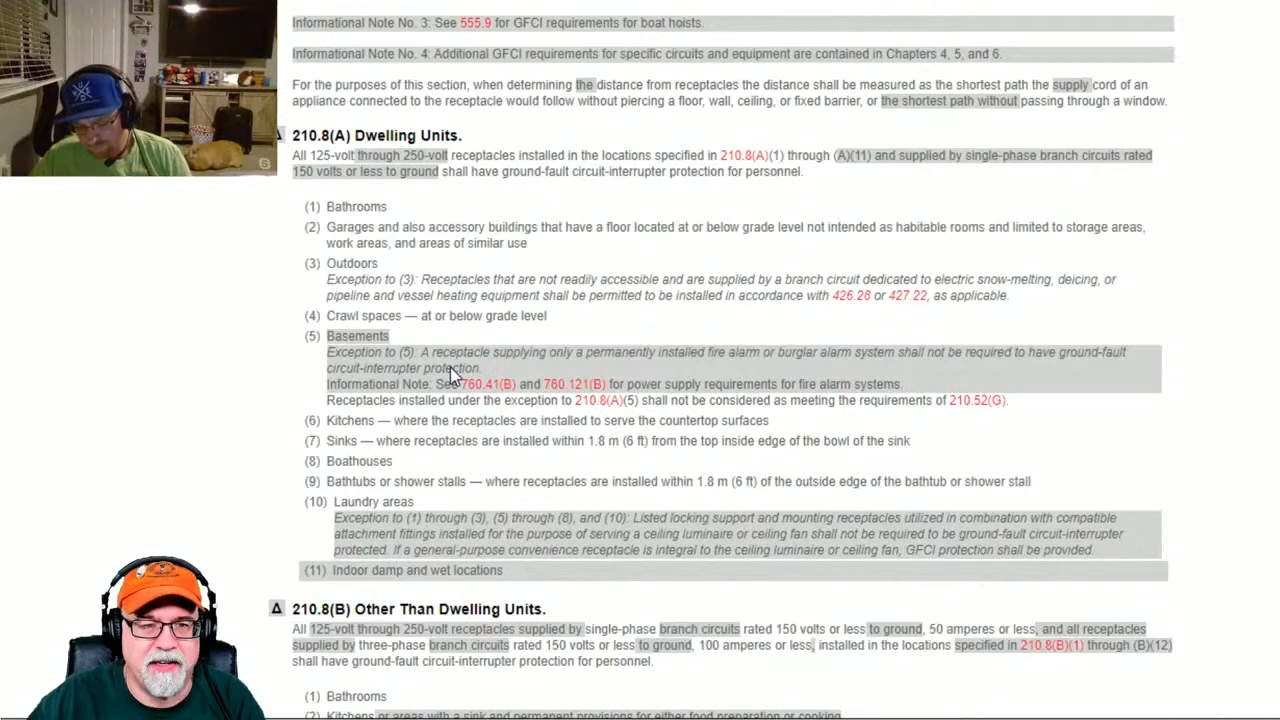 Informational Note No. 3: See 555.9 for GFCI requirements for boat hoists.
Informational Note No. 4: Additional GFCI requirements for specific circuits and equipment are contained in Chapters 4, 5, and 6.
For the purposes of this section, when determining the distance from receptacles the distance shall be measured as the shortest path the supply cord of an
appliance connected to the receptacle would follow without piercing a floor, wall, ceiling, or fixed barrier, or the shortest path without passing through a window.
210.8(A) Dwelling Units.
All 125-volt through 250-volt receptacles installed in the locations specified in 210.8(A)(1) through (A)(11) and supplied by single-phase branch circuits rated
150 volts or less to ground shall have ground-fault circuit-interrupter protection for personnel.
(1) Bathrooms
(2) Garages and also accessory buildings that have a floor located at or below grade level not intended as habitable rooms and limited to storage areas,
work areas, and areas of similar use
(3) Outdoors
Exception to (3): Receptacles that are not readily accessible and are supplied by a branch circuit dedicated to electric snow-melting, deicing, or
pipeline and vessel heating equipment shall be permitted to be installed in accordance with 426.28 or 427.22, as applicable.
(4) Crawl spaces — at or below grade level
(5) Basements
Exception to (5): A receptacle supplying only a permanently installed fire alarm or burglar alarm system shall not be required to have ground-fault
circuit-interrupter protection.
Informational Note: See 760.41(B) and 760.121(B) for power supply requirements for fire alarm systems.
Receptacles installed under the exception to 210.8(A)(5) shall not be considered as meeting the requirements of 210.52(G).
(6) Kitchens — where the receptacles are installed to serve the countertop surfaces
(7) Sinks — where receptacles are installed within 1.8 m (6 ft) from the top inside edge of the bowl of the sink
(8) Boathouses
(9) Bathtubs or shower stalls — where receptacles are installed within 1.8 m (6 ft) of the outside edge of the bathtub or shower stall
(10) Laundry areas
Exception to (1) through (3), (5) through (8), and (10): Listed locking support and mounting receptacles utilized in combination with compatible
attachment fittings installed for the purpose of serving a ceiling luminaire or ceiling fan shall not be required to be ground-fault circuit-interrupter
protected. If a general-purpose convenience receptacle is integral to the ceiling luminaire or ceiling fan, GFCI protection shall be provided.
(11) Indoor damp and wet locations
Δ 210.8(B) Other Than Dwelling Units.
All 125-volt through 250-volt receptacles supplied by single-phase branch circuits rated 150 volts or less to ground, 50 amperes or less, and all receptacles
supplied by three-phase branch circuits rated 150 volts or less to ground, 100 amperes or less, installed in the locations specified in 210.8(B)(1) through (B)(12)
shall have ground-fault circuit-interrupter protection for personnel.
(1) Bathrooms
(2) Kitchens or areas with a sink and permanent provisions for either food preparation or cooking